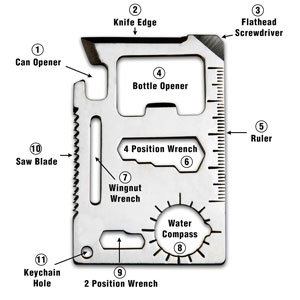 ②
Knife Edge
③
Flathead
Screwdriver
①
Can Opener
④
Bottle Opener
⑤
Ruler
4 Position Wrench
⑥
⑩
Saw Blade
⑦
Wingnut
Wrench
Water
Compass
⑧
⑪
Keychain
Hole
⑨
2 Position Wrench